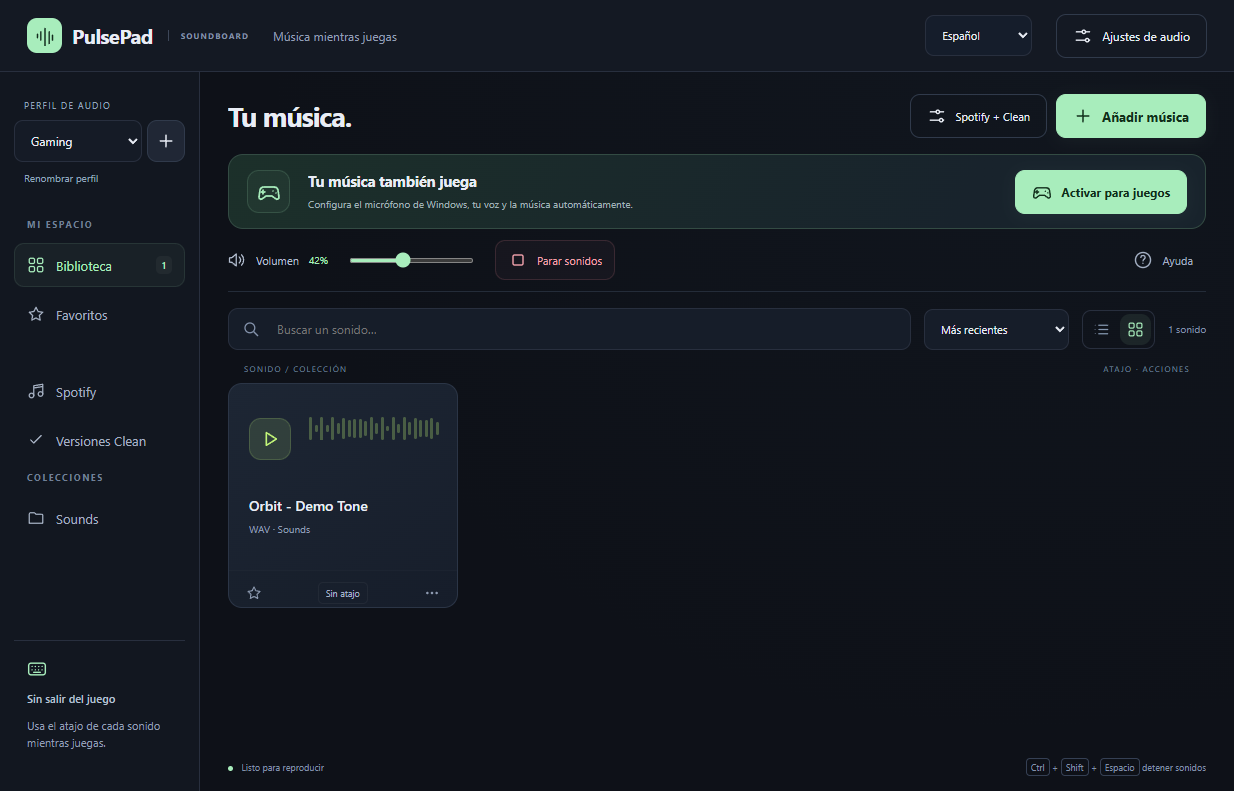 PulsePad
SOUNDBOARD
Música mientras juegas
Español
Ajustes de audio
PERFIL DE AUDIO
Gaming
Renombrar perfil
MI ESPACIO
Biblioteca
1
Favoritos
Spotify
Versiones Clean
COLECCIONES
Sounds
Sin salir del juego
Usa el atajo de cada sonido
mientras juegas.
Tu música.
Spotify + Clean
Añadir música
Tu música también juega
Configura el micrófono de Windows, tu voz y la música automáticamente.
Activar para juegos
Volumen 42%
Parar sonidos
Ayuda
Buscar un sonido...
Más recientes
1 sonido
SONIDO / COLECCIÓN
ATAJO · ACCIONES
Orbit - Demo Tone
WAV · Sounds
Sin atajo
Listo para reproducir
Ctrl + Shift + Espacio detener sonidos